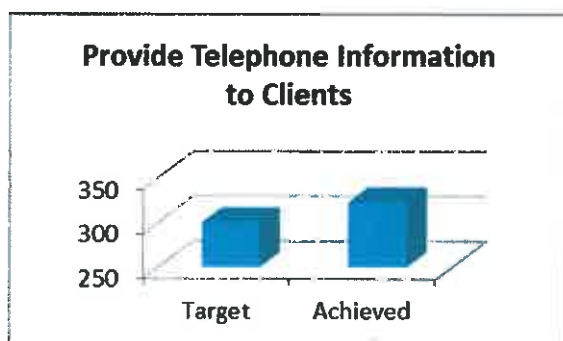 Provide Telephone Information
to Clients
350
300
250
Target Achieved